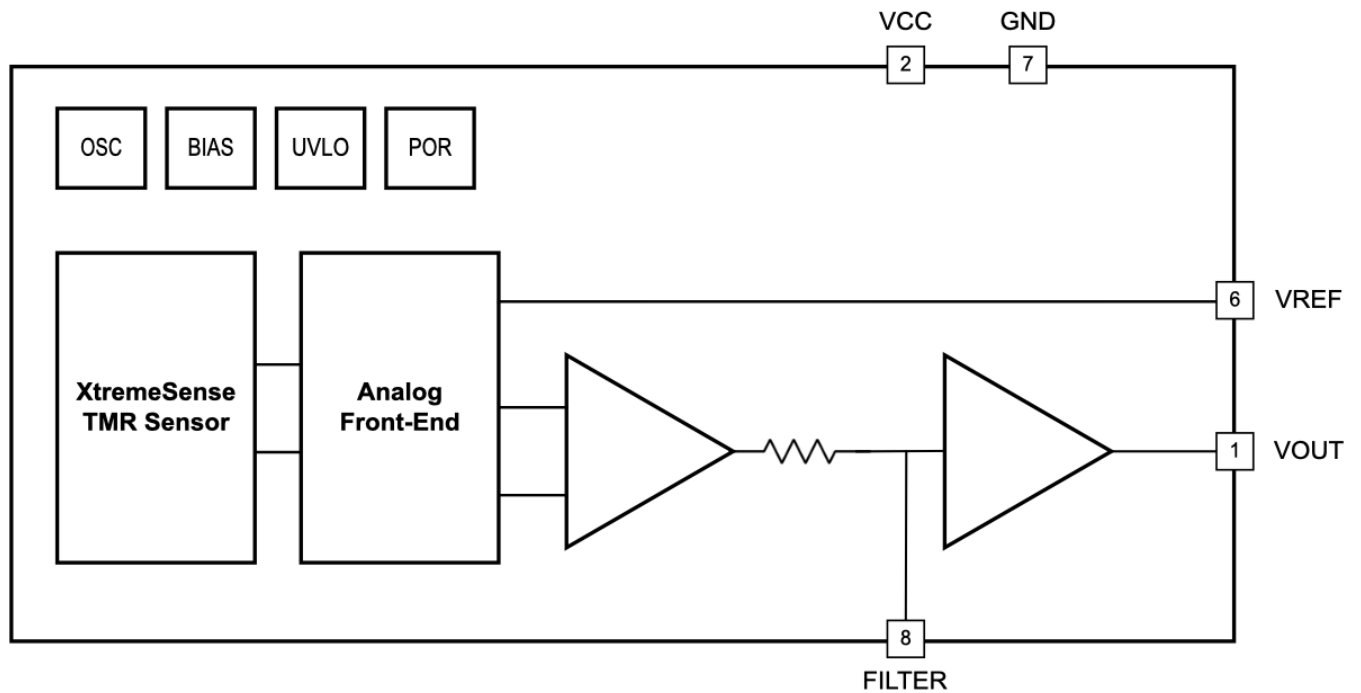 VCC
GND
2
7
OSC
BIAS
UVLO
POR
6
VREF
XtremeSense
TMR Sensor
Analog
Front-End
1
VOUT
8
FILTER